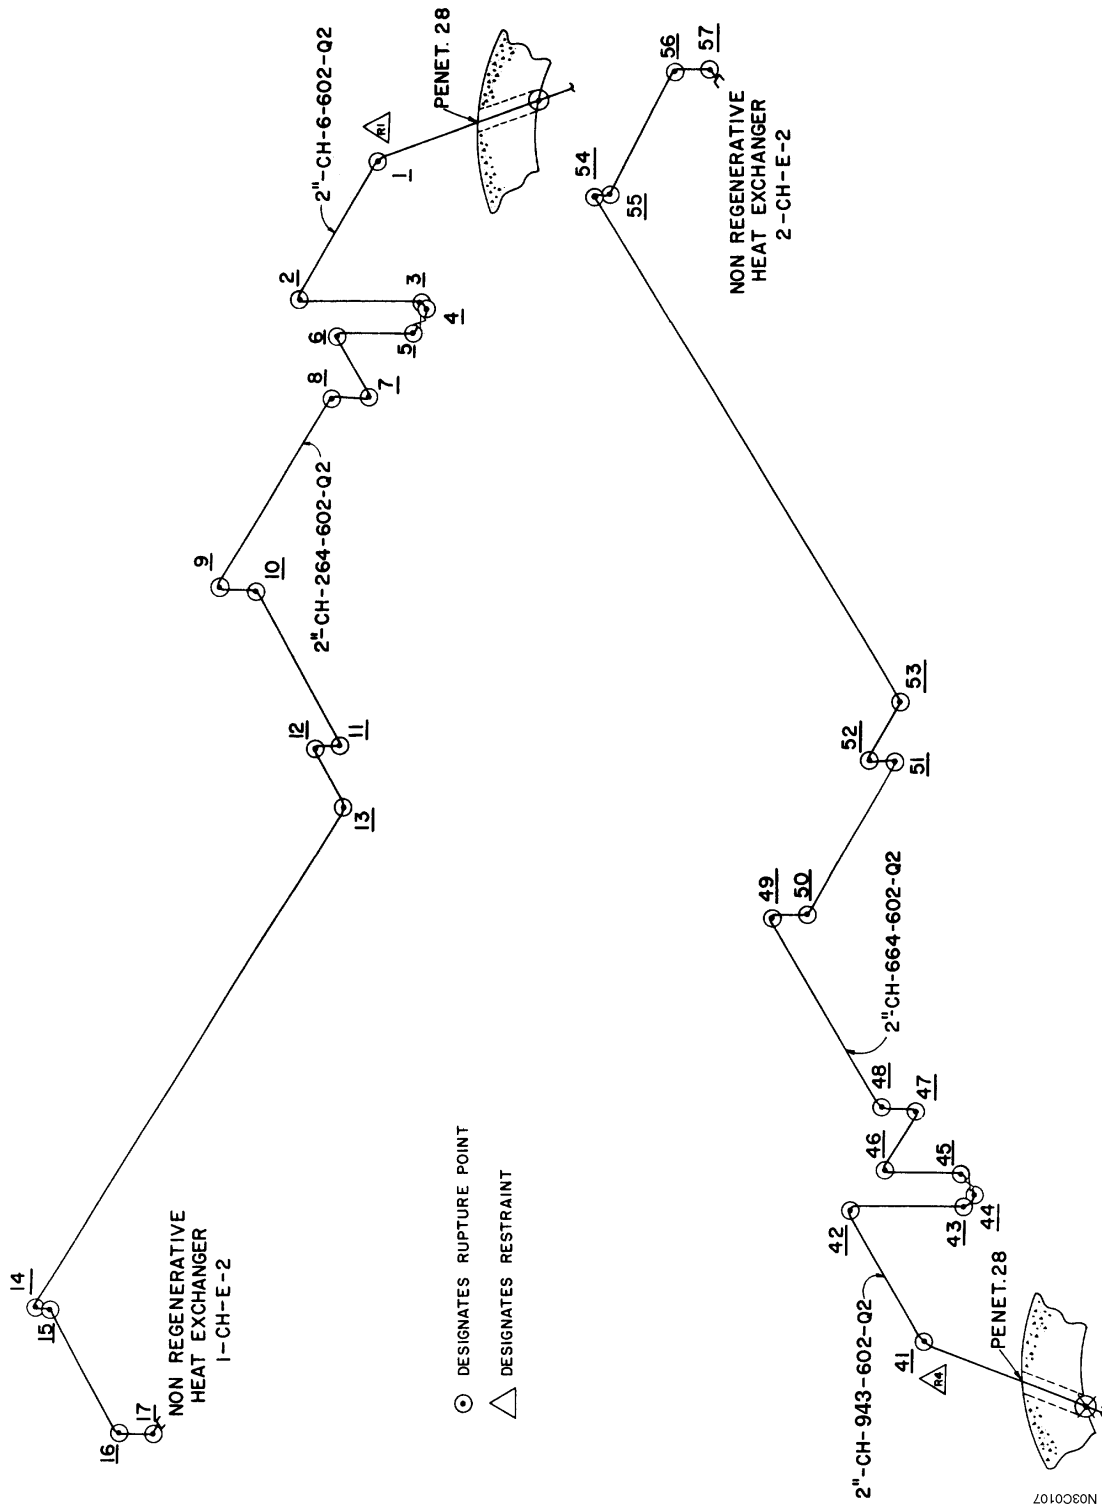 2"-CH-6-602-Q2
PENET. 28
R1
1
2
3
4
5
6
7
8
2"-CH-264-602-Q2
9
10
11
12
13
14
15
16
17
NON REGENERATIVE
HEAT EXCHANGER
1-CH-E-2
DESIGNATES RUPTURE POINT
DESIGNATES RESTRAINT
54
55
56
57
NON REGENERATIVE
HEAT EXCHANGER
2-CH-E-2
53
52
51
50
49
2"-CH-664-602-Q2
48
47
46
45
44
43
42
2"-CH-943-602-Q2
41
R4
PENET. 28
N03C0107